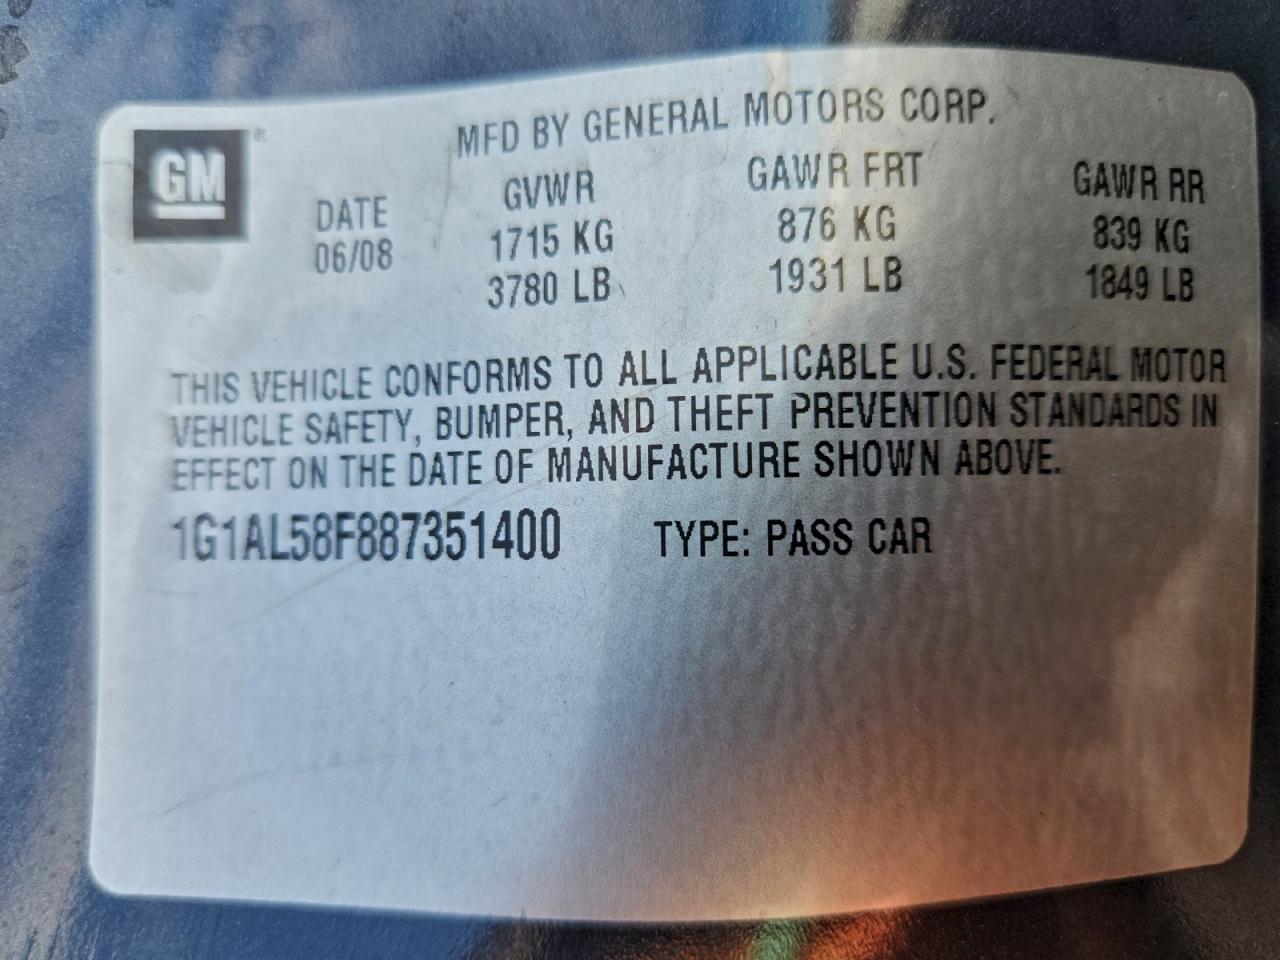 GM®
MFD BY GENERAL MOTORS CORP.
DATE GVWR GAWR FRT GAWR RR
06/08 1715 KG 876 KG 839 KG
3780 LB 1931 LB 1849 LB
THIS VEHICLE CONFORMS TO ALL APPLICABLE U.S. FEDERAL MOTOR
VEHICLE SAFETY, BUMPER, AND THEFT PREVENTION STANDARDS IN
EFFECT ON THE DATE OF MANUFACTURE SHOWN ABOVE.
1G1AL58F887351400 TYPE: PASS CAR